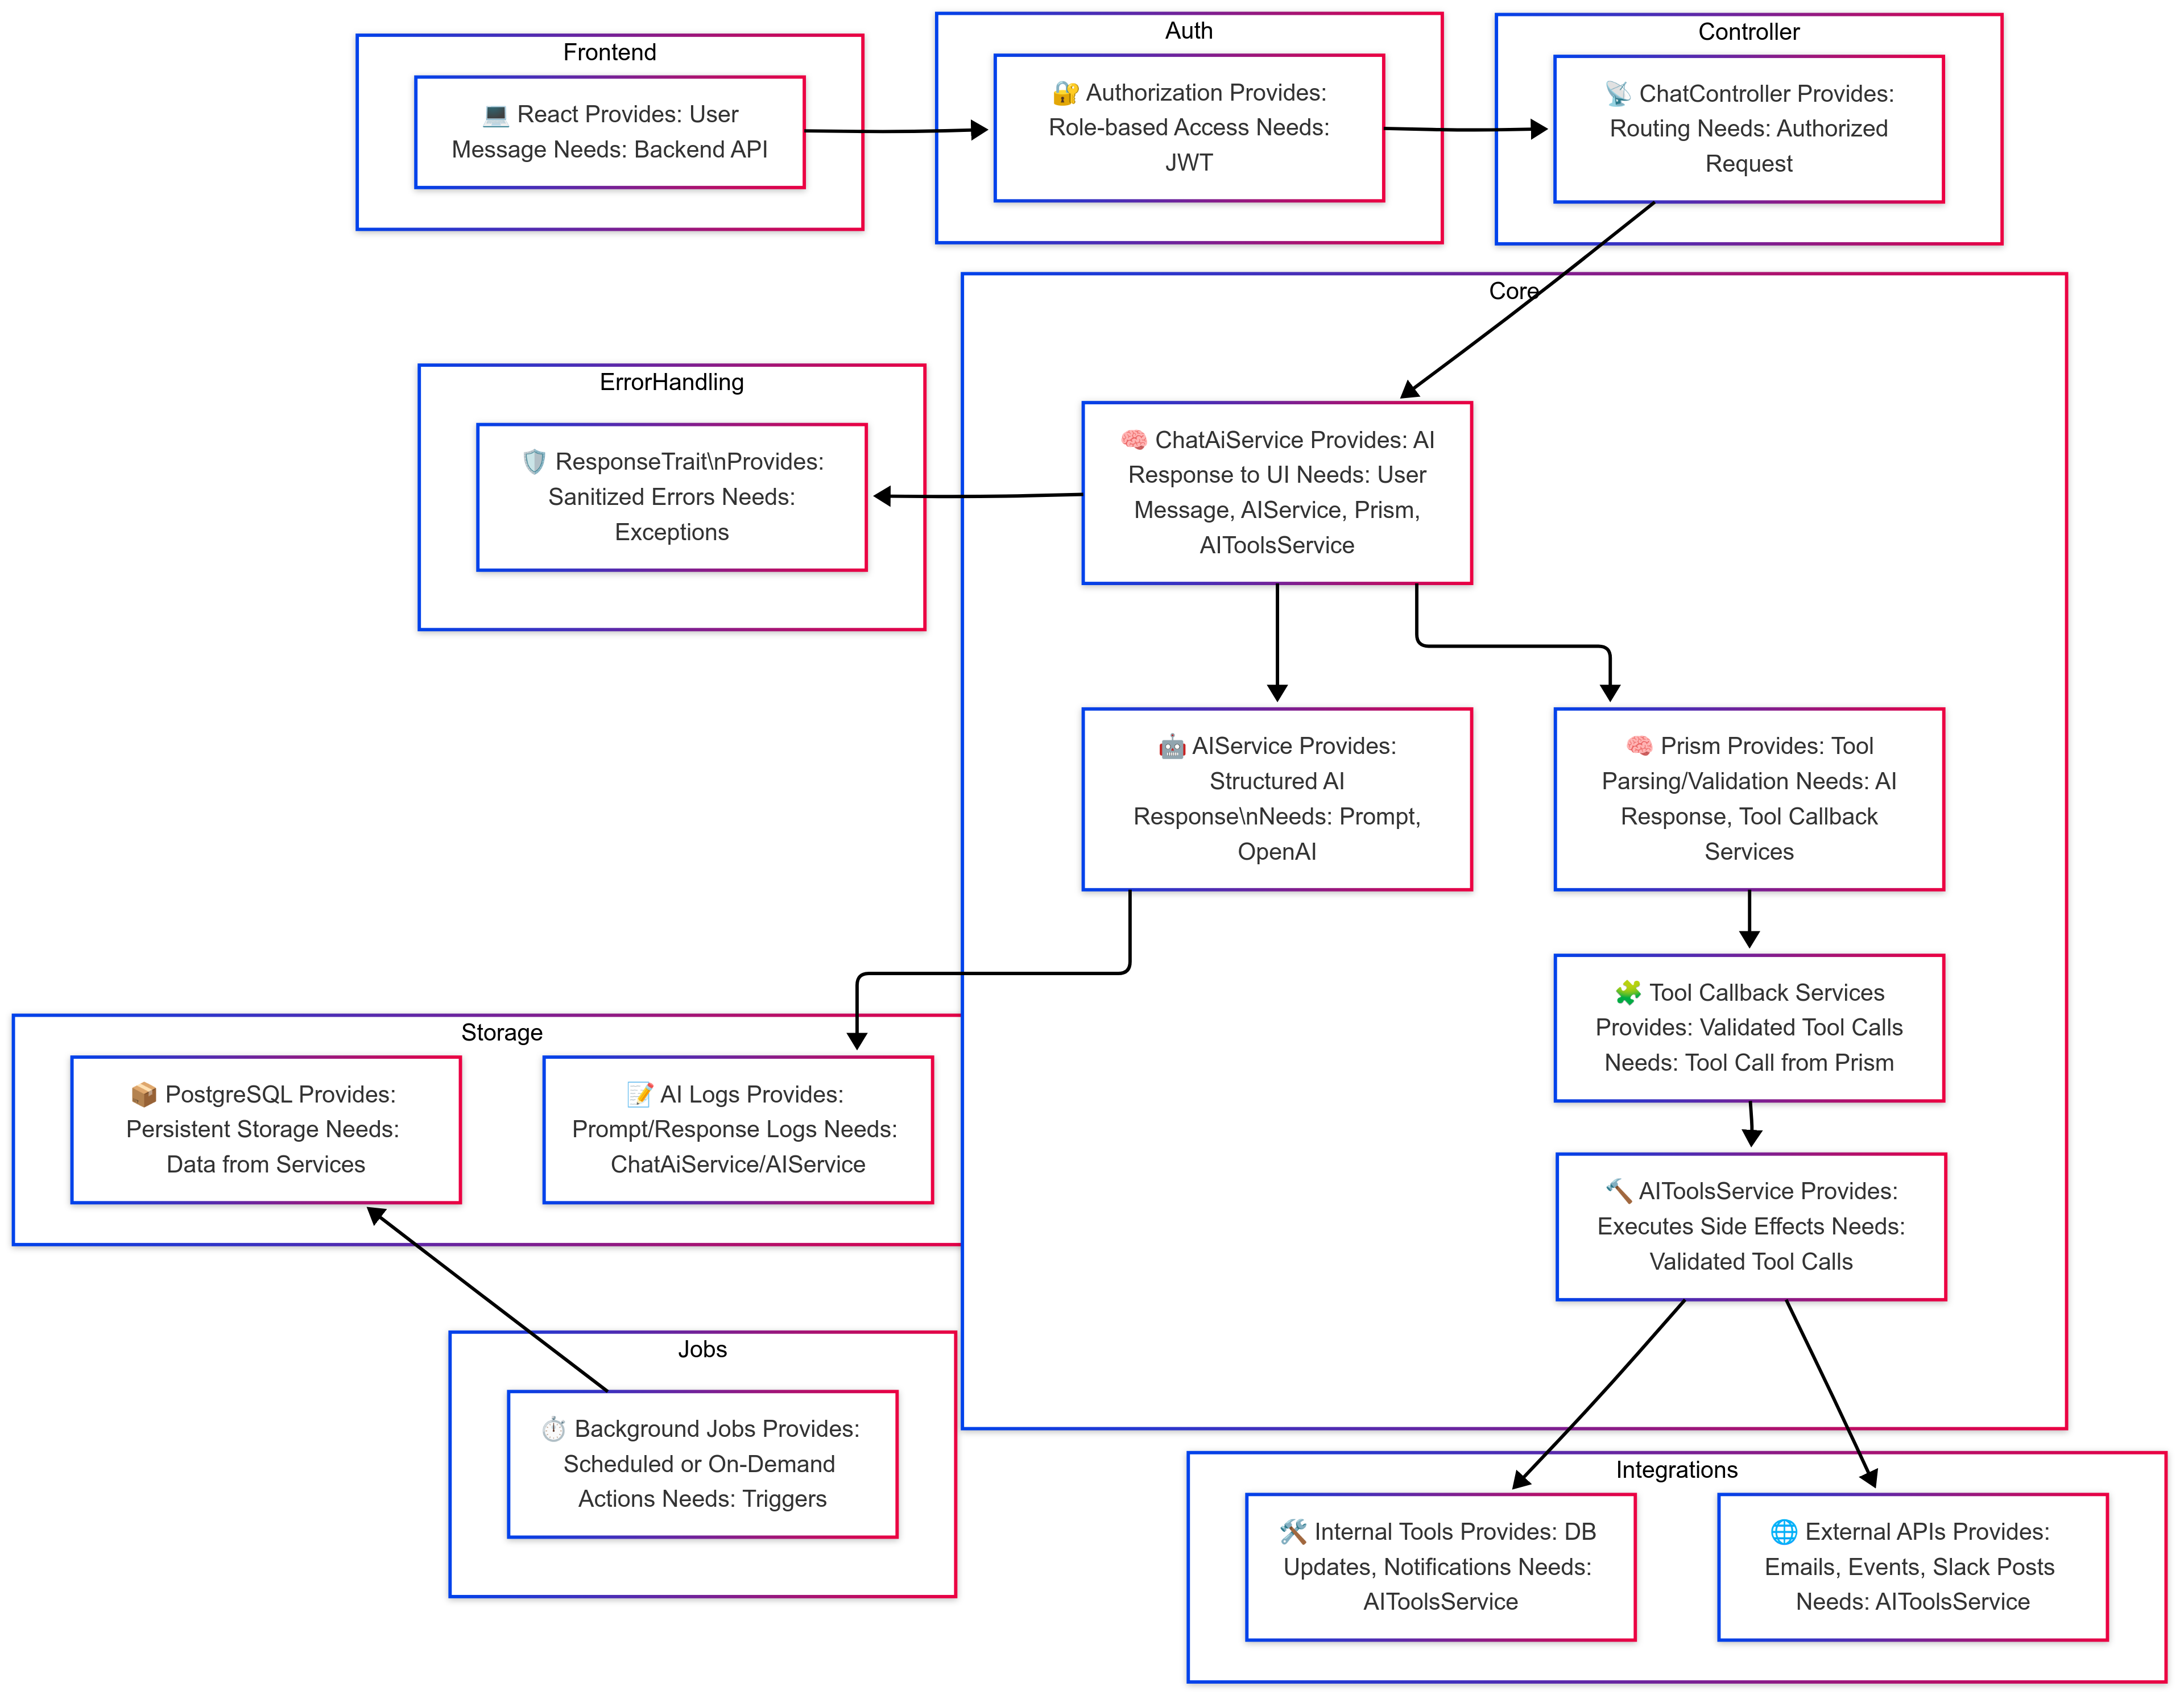 Frontend
💻 React Provides: User
Message Needs: Backend API
Auth
🔐 Authorization Provides:
Role-based Access Needs:
JWT
Controller
📡 ChatController Provides:
Routing Needs: Authorized
Request
Core
ErrorHandling
🛡️ ResponseTrait\nProvides:
Sanitized Errors Needs:
Exceptions
🧠 ChatAiService Provides: AI
Response to UI Needs: User
Message, AIService, Prism,
AIToolsService
🤖 AIService Provides:
Structured AI
Response\nNeeds: Prompt,
OpenAI
🧠 Prism Provides: Tool
Parsing/Validation Needs: AI
Response, Tool Callback
Services
🧩 Tool Callback Services
Provides: Validated Tool Calls
Needs: Tool Call from Prism
Storage
📦 PostgreSQL Provides:
Persistent Storage Needs:
Data from Services
📝 AI Logs Provides:
Prompt/Response Logs Needs:
ChatAiService/AIService
🔨 AIToolsService Provides:
Executes Side Effects Needs:
Validated Tool Calls
Jobs
⏱️ Background Jobs Provides:
Scheduled or On-Demand
Actions Needs: Triggers
Integrations
🛠️ Internal Tools Provides: DB
Updates, Notifications Needs:
AIToolsService
🌐 External APIs Provides:
Emails, Events, Slack Posts
Needs: AIToolsService